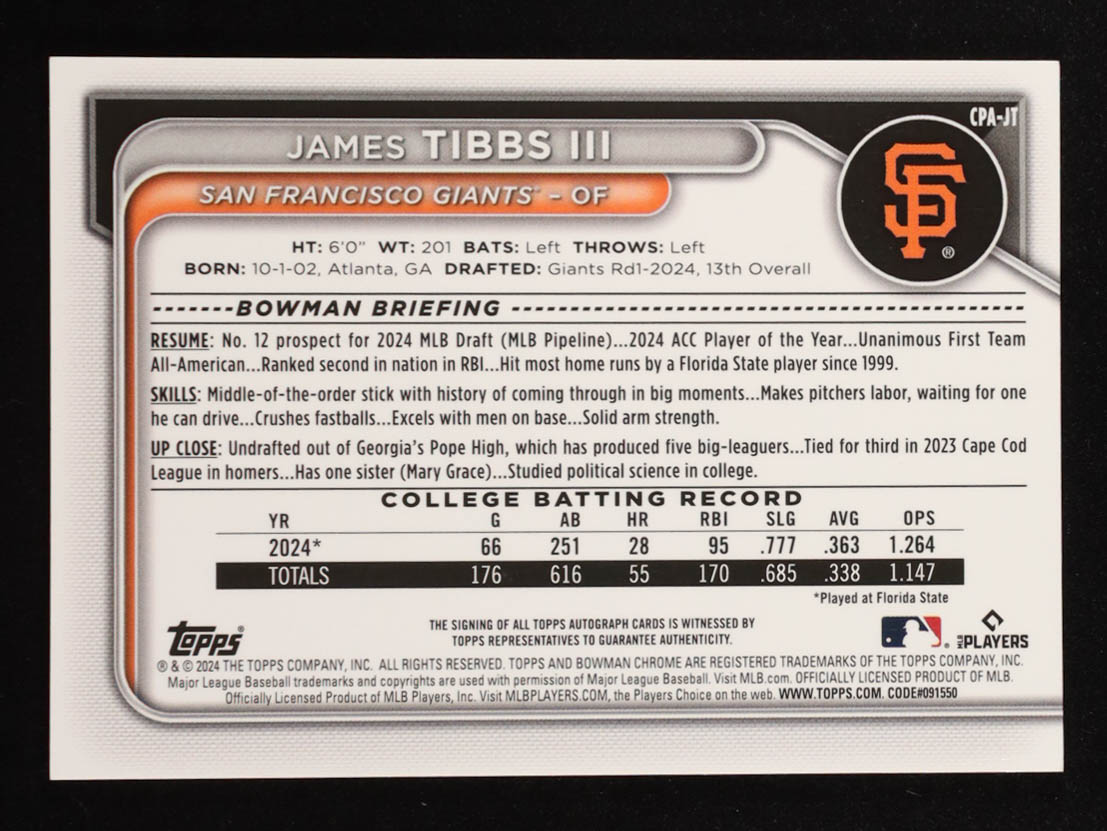 CPA-JT
JAMES TIBBS III
SAN FRANCISCO GIANTS™ – OF
SF®
HT: 6'0" WT: 201 BATS: Left THROWS: Left
BORN: 10-1-02, Atlanta, GA DRAFTED: Giants Rd1-2024, 13th Overall
BOWMAN BRIEFING
RESUME: No. 12 prospect for 2024 MLB Draft (MLB Pipeline)...2024 ACC Player of the Year...Unanimous First Team
All-American...Ranked second in nation in RBI...Hit most home runs by a Florida State player since 1999.
SKILLS: Middle-of-the-order stick with history of coming through in big moments...Makes pitchers labor, waiting for one
he can drive...Crushes fastballs...Excels with men on base...Solid arm strength.
UP CLOSE: Undrafted out of Georgia's Pope High, which has produced five big-leaguers...Tied for third in 2023 Cape Cod
League in homers...Has one sister (Mary Grace)...Studied political science in college.
COLLEGE BATTING RECORD
YR G AB HR RBI SLG AVG OPS
2024* 66 251 28 95 .777 .363 1.264
TOTALS 176 616 55 170 .685 .338 1.147
*Played at Florida State
Topps®
THE SIGNING OF ALL TOPPS AUTOGRAPH CARDS IS WITNESSED BY
TOPPS REPRESENTATIVES TO GUARANTEE AUTHENTICITY.
MLB PLAYERS
® & © 2024 THE TOPPS COMPANY, INC. ALL RIGHTS RESERVED. TOPPS AND BOWMAN CHROME ARE REGISTERED TRADEMARKS OF THE TOPPS COMPANY, INC.
Major League Baseball trademarks and copyrights are used with permission of Major League Baseball. Visit MLB.com. OFFICIALLY LICENSED PRODUCT OF MLB.
Officially Licensed Product of MLB Players, Inc. Visit MLBPLAYERS.COM, the Players Choice on the web. WWW.TOPPS.COM. CODE#091550